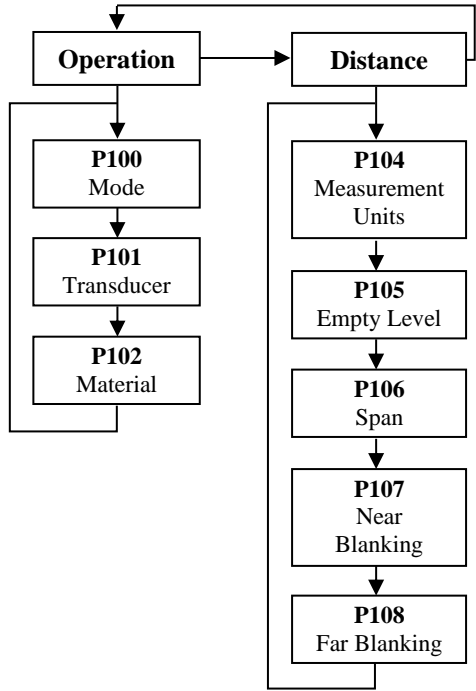 Operation
Distance
P100
Mode
P101
Transducer
P102
Material
P104
Measurement
Units
P105
Empty Level
P106
Span
P107
Near
Blanking
P108
Far Blanking